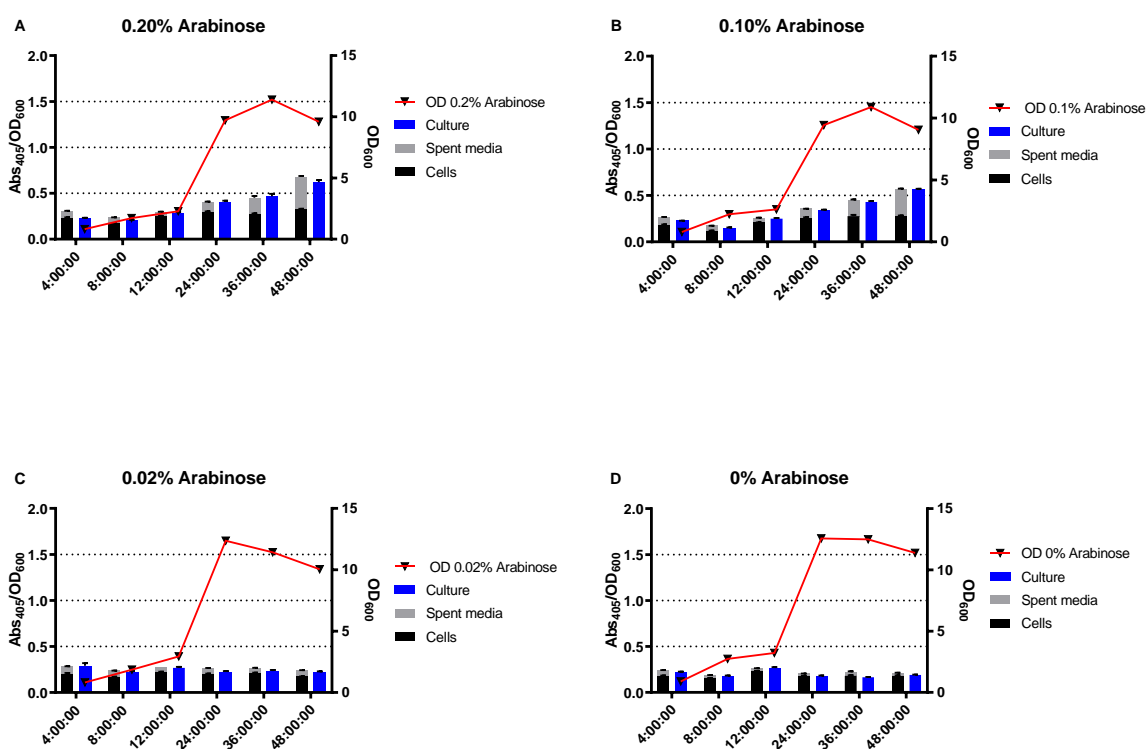 A
0.20% Arabinose
2.0
1.5
1.0
0.5
0.0
Abs405/OD600
15
10
5
0
OD600
4:00:00
8:00:00
12:00:00
24:00:00
36:00:00
48:00:00
OD 0.2% Arabinose
Culture
Spent media
Cells
B
0.10% Arabinose
2.0
1.5
1.0
0.5
0.0
Abs405/OD600
15
10
5
0
OD600
4:00:00
8:00:00
12:00:00
24:00:00
36:00:00
48:00:00
OD 0.1% Arabinose
Culture
Spent media
Cells
C
0.02% Arabinose
2.0
1.5
1.0
0.5
0.0
Abs405/OD600
15
10
5
0
OD600
4:00:00
8:00:00
12:00:00
24:00:00
36:00:00
48:00:00
OD 0.02% Arabinose
Culture
Spent media
Cells
D
0% Arabinose
2.0
1.5
1.0
0.5
0.0
Abs405/OD600
15
10
5
0
OD600
4:00:00
8:00:00
12:00:00
24:00:00
36:00:00
48:00:00
OD 0% Arabinose
Culture
Spent media
Cells